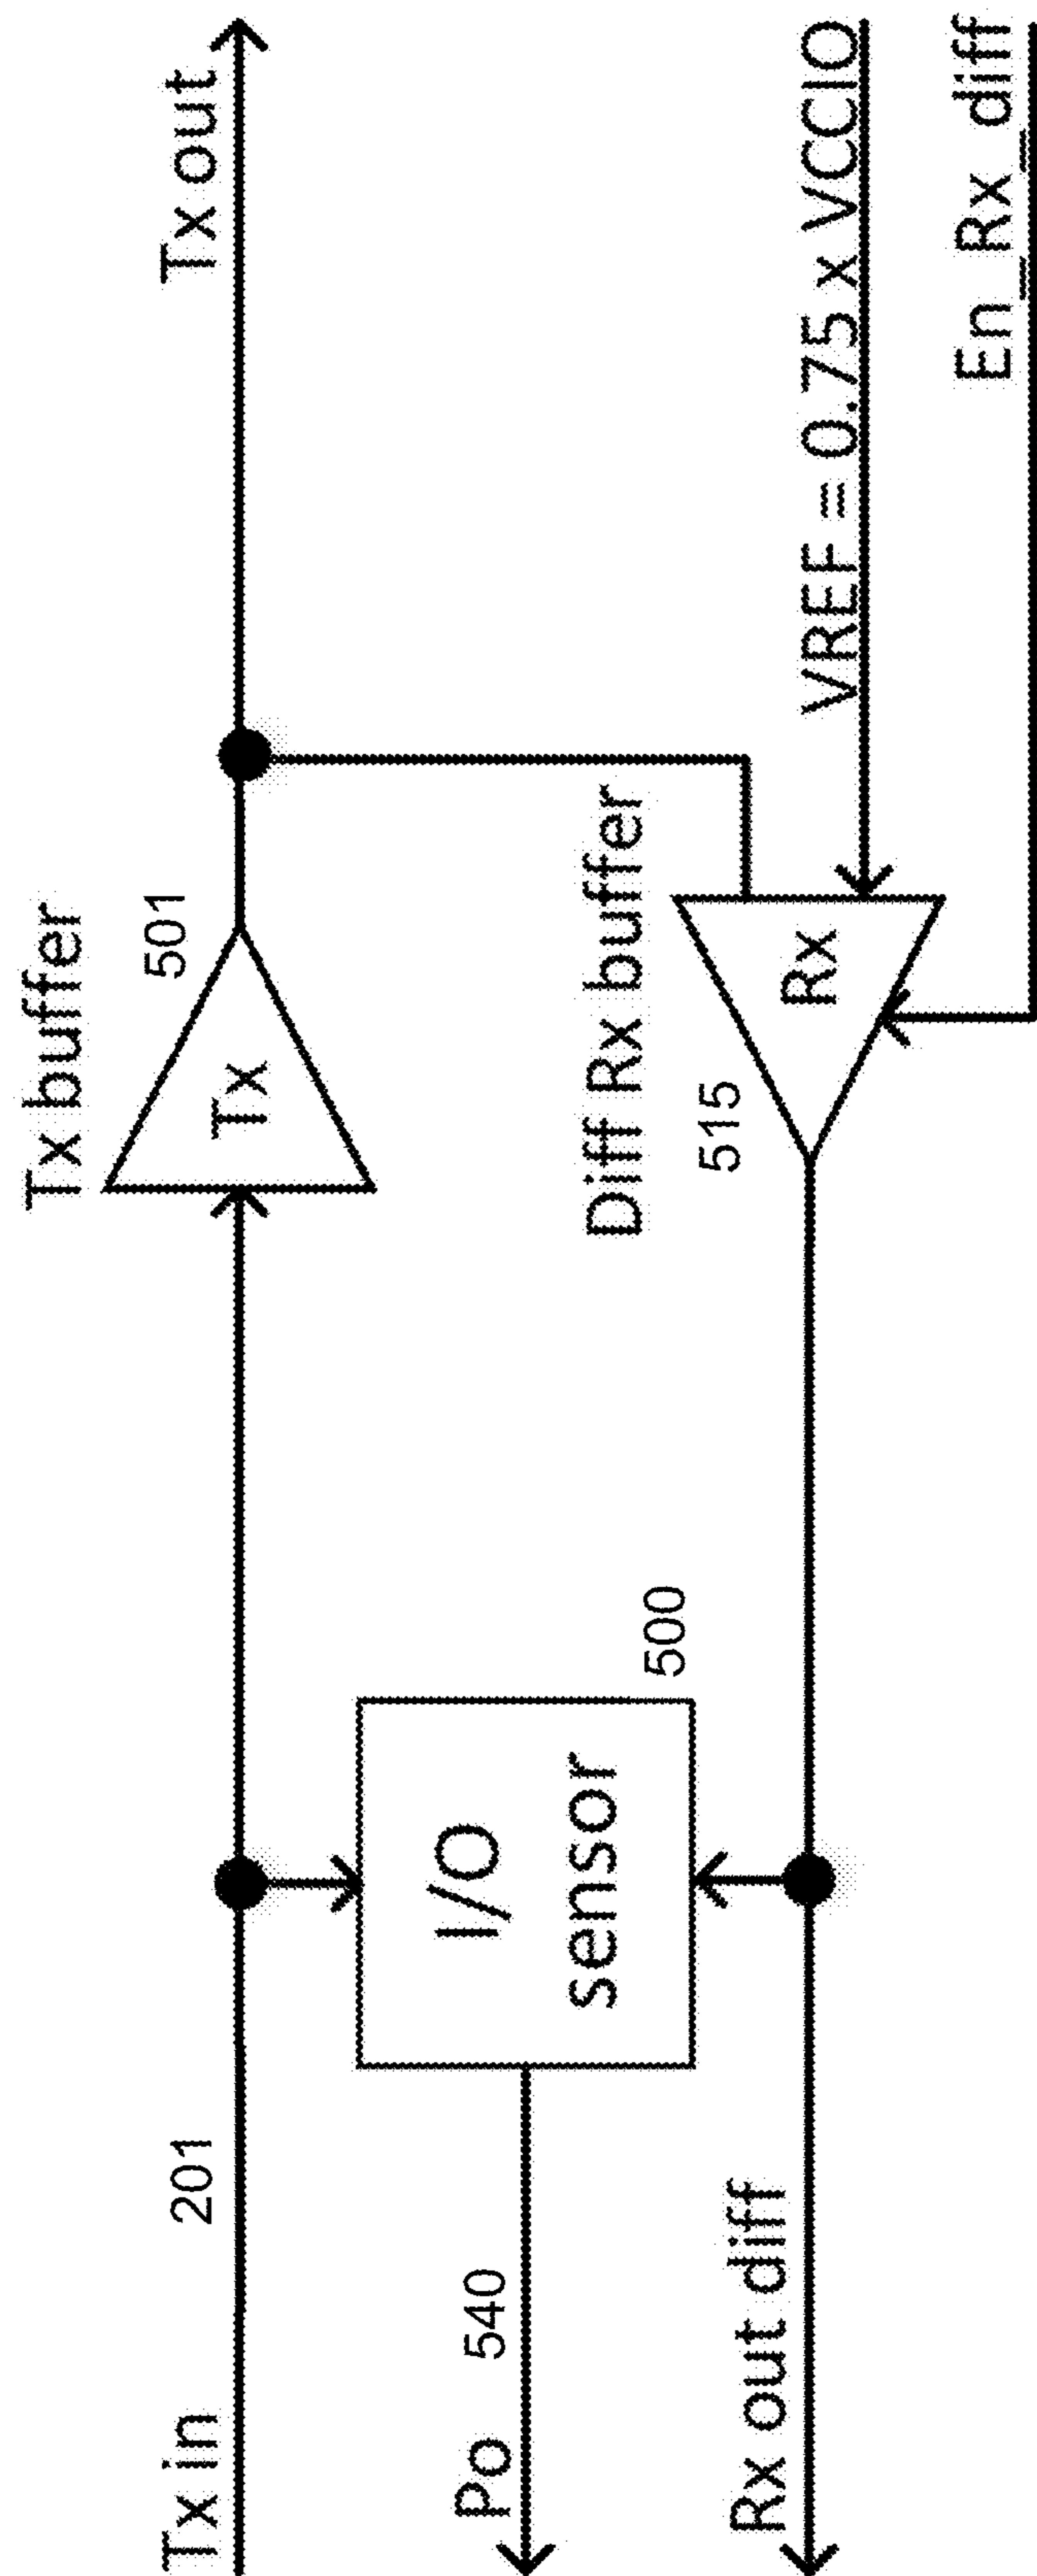 Tx buffer
501
Tx in
201
Tx
Tx out
Po
540
I/O
sensor
500
Diff Rx buffer
515
Rx
Rx out diff
VREF = 0.75 x VCCIO
En_Rx_diff